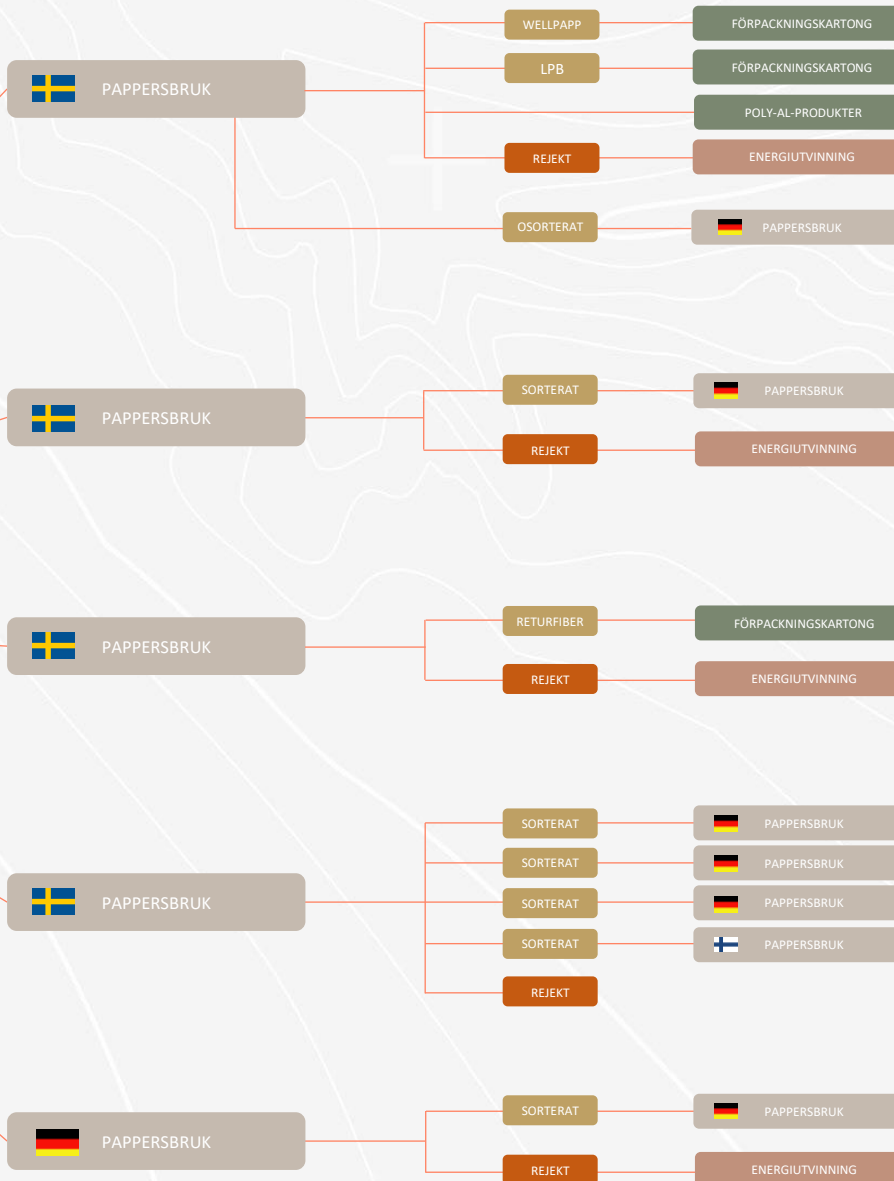 WELLPAPP
FÖRPACKNINGSKARTONG
PAPPERSBRUK
LPB
FÖRPACKNINGSKARTONG
POLY-AL-PRODUKTER
REJEKT
ENERGIUTVINNING
OSORTERAT
PAPPERSBRUK
PAPPERSBRUK
SORTERAT
PAPPERSBRUK
REJEKT
ENERGIUTVINNING
PAPPERSBRUK
RETURFIBER
FÖRPACKNINGSKARTONG
REJEKT
ENERGIUTVINNING
PAPPERSBRUK
SORTERAT
PAPPERSBRUK
SORTERAT
PAPPERSBRUK
SORTERAT
PAPPERSBRUK
SORTERAT
PAPPERSBRUK
REJEKT
PAPPERSBRUK
SORTERAT
PAPPERSBRUK
REJEKT
ENERGIUTVINNING